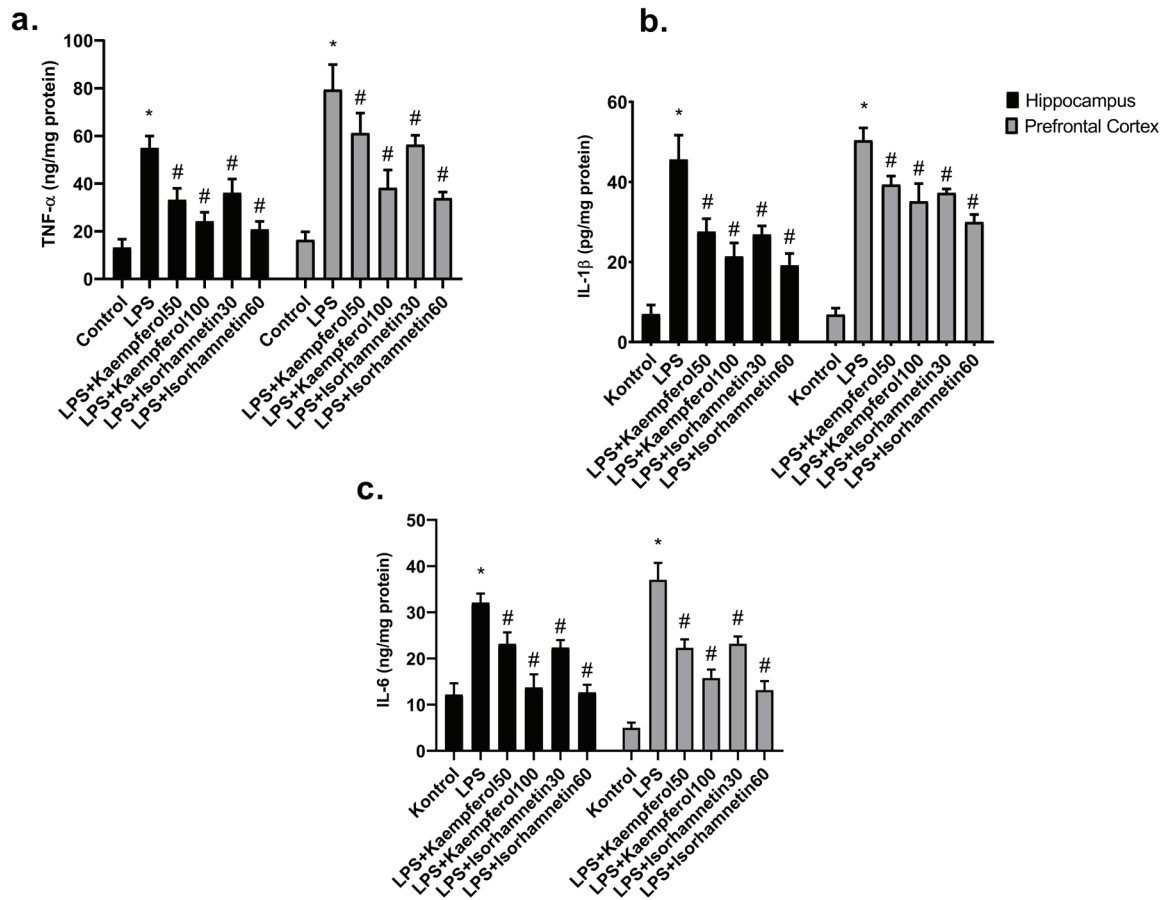 a.
TNF-α (ng/mg protein)
100
80
60
40
20
0
*
#
#
#
#
*
#
#
#
#
Control
LPS
LPS+Kaempferol50
LPS+Kaempferol100
LPS+Isorhamnetin30
LPS+Isorhamnetin60
Control
LPS
LPS+Kaempferol50
LPS+Kaempferol100
LPS+Isorhamnetin30
LPS+Isorhamnetin60
b.
IL-1β (pg/mg protein)
60
40
20
0
*
#
#
#
#
*
#
#
#
#
Kontrol
LPS
LPS+Kaempferol50
LPS+Kaempferol100
LPS+Isorhamnetin30
LPS+Isorhamnetin60
Kontrol
LPS
LPS+Kaempferol50
LPS+Kaempferol100
LPS+Isorhamnetin30
LPS+Isorhamnetin60
Hippocampus
Prefrontal Cortex
c.
IL-6 (ng/mg protein)
50
40
30
20
10
0
*
#
#
#
#
*
#
#
#
#
Kontrol
LPS
LPS+Kaempferol50
LPS+Kaempferol100
LPS+Isorhamnetin30
LPS+Isorhamnetin60
Kontrol
LPS
LPS+Kaempferol50
LPS+Kaempferol100
LPS+Isorhamnetin30
LPS+Isorhamnetin60